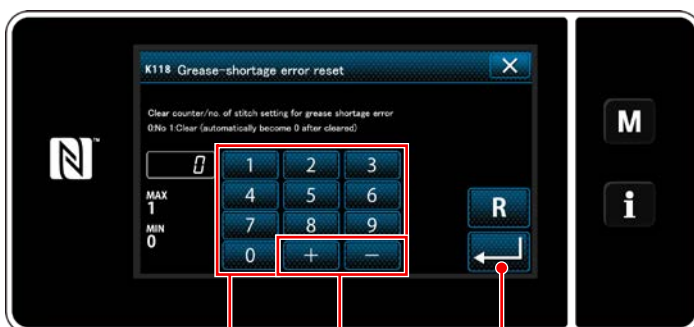 K118 Grease-shortage error reset
Clear counter/no. of stitch setting for grease shortage error
0:No 1:Clear (automatically become 0 after cleared)
0
1 2 3
MAX
1
4 5 6
MIN
0
7 8 9
0 + −
R
M
i
N
™